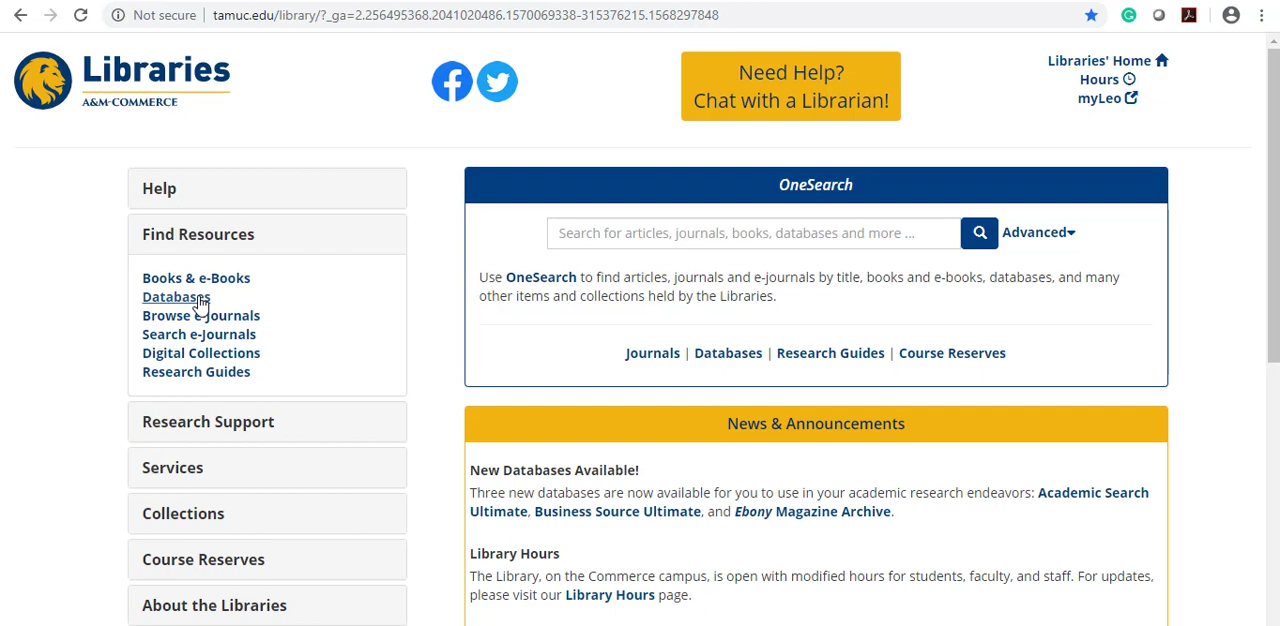 Not secure | tamuc.edu/library/?_ga=2.256495368.2041020486.1570069338-315376215.1568297848
Libraries
A&M-COMMERCE
Need Help?
Chat with a Librarian!
Libraries' Home
Hours
myLeo
Help
Find Resources
Books & e-Books
Databases
Browse e-Journals
Search e-Journals
Digital Collections
Research Guides
Research Support
Services
Collections
Course Reserves
About the Libraries
OneSearch
Search for articles, journals, books, databases and more ...
Advanced
Use OneSearch to find articles, journals and e-journals by title, books and e-books, databases, and many
other items and collections held by the Libraries.
Journals | Databases | Research Guides | Course Reserves
News & Announcements
New Databases Available!
Three new databases are now available for you to use in your academic research endeavors: Academic Search
Ultimate, Business Source Ultimate, and Ebony Magazine Archive.
Library Hours
The Library, on the Commerce campus, is open with modified hours for students, faculty, and staff. For updates,
please visit our Library Hours page.